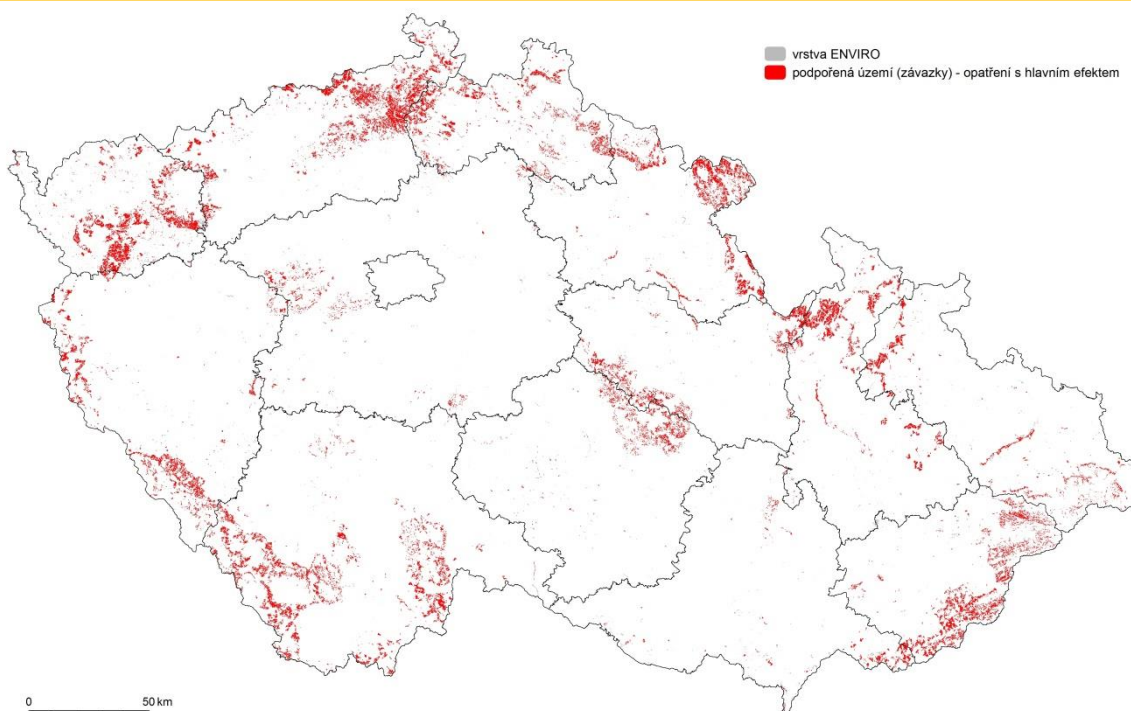 vrstva ENVIRO
podpořená území (závazky) - opatření s hlavním efektem
0 50 km